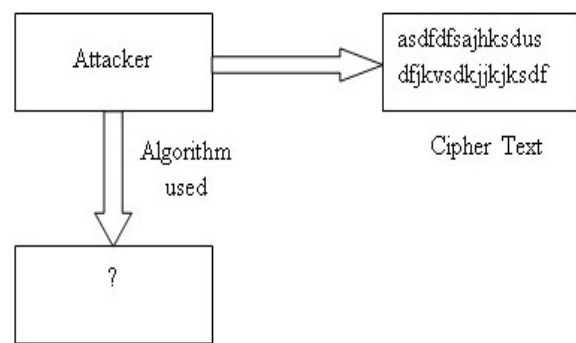 Attacker
asdfdfsajhksdus
dfjkvsdkjjkjksdf
Cipher Text
Algorithm
used
?